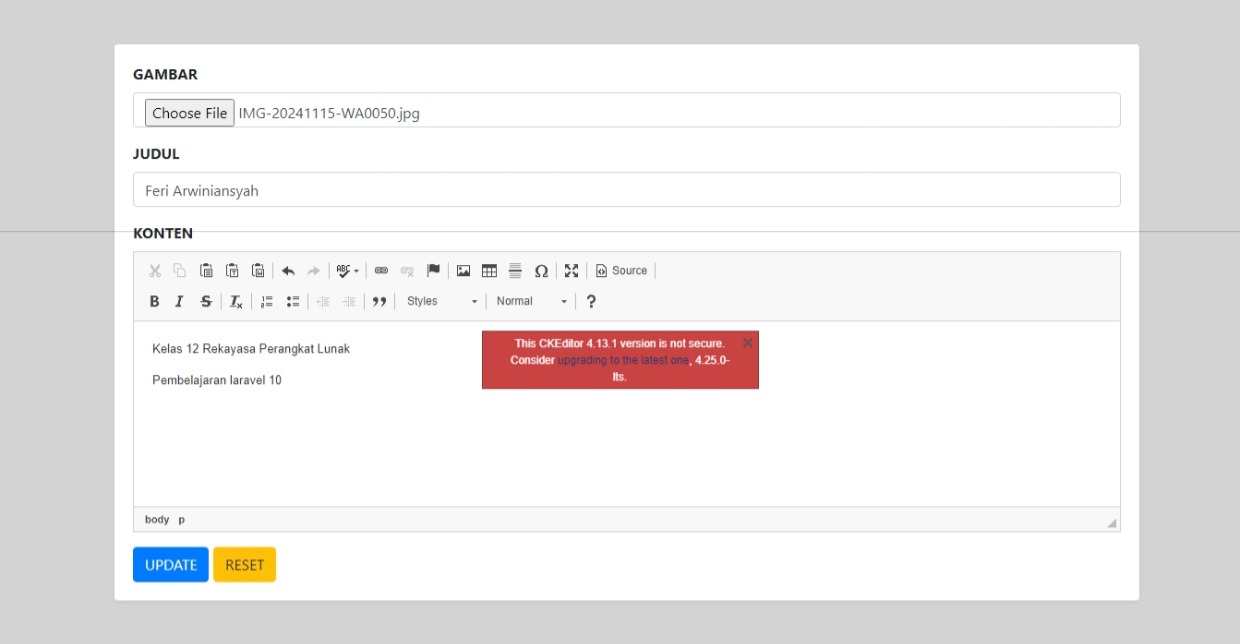 GAMBAR
Choose File IMG-20241115-WA0050.jpg
JUDUL
Feri Arwiniansyah
KONTEN
ABC Ω Source
B I S Ix Styles Normal ?
Kelas 12 Rekayasa Perangkat Lunak
Pembelajaran laravel 10
This CKEditor 4.13.1 version is not secure.
Consider upgrading to the latest one, 4.25.0-
lts.
body p
UPDATE RESET